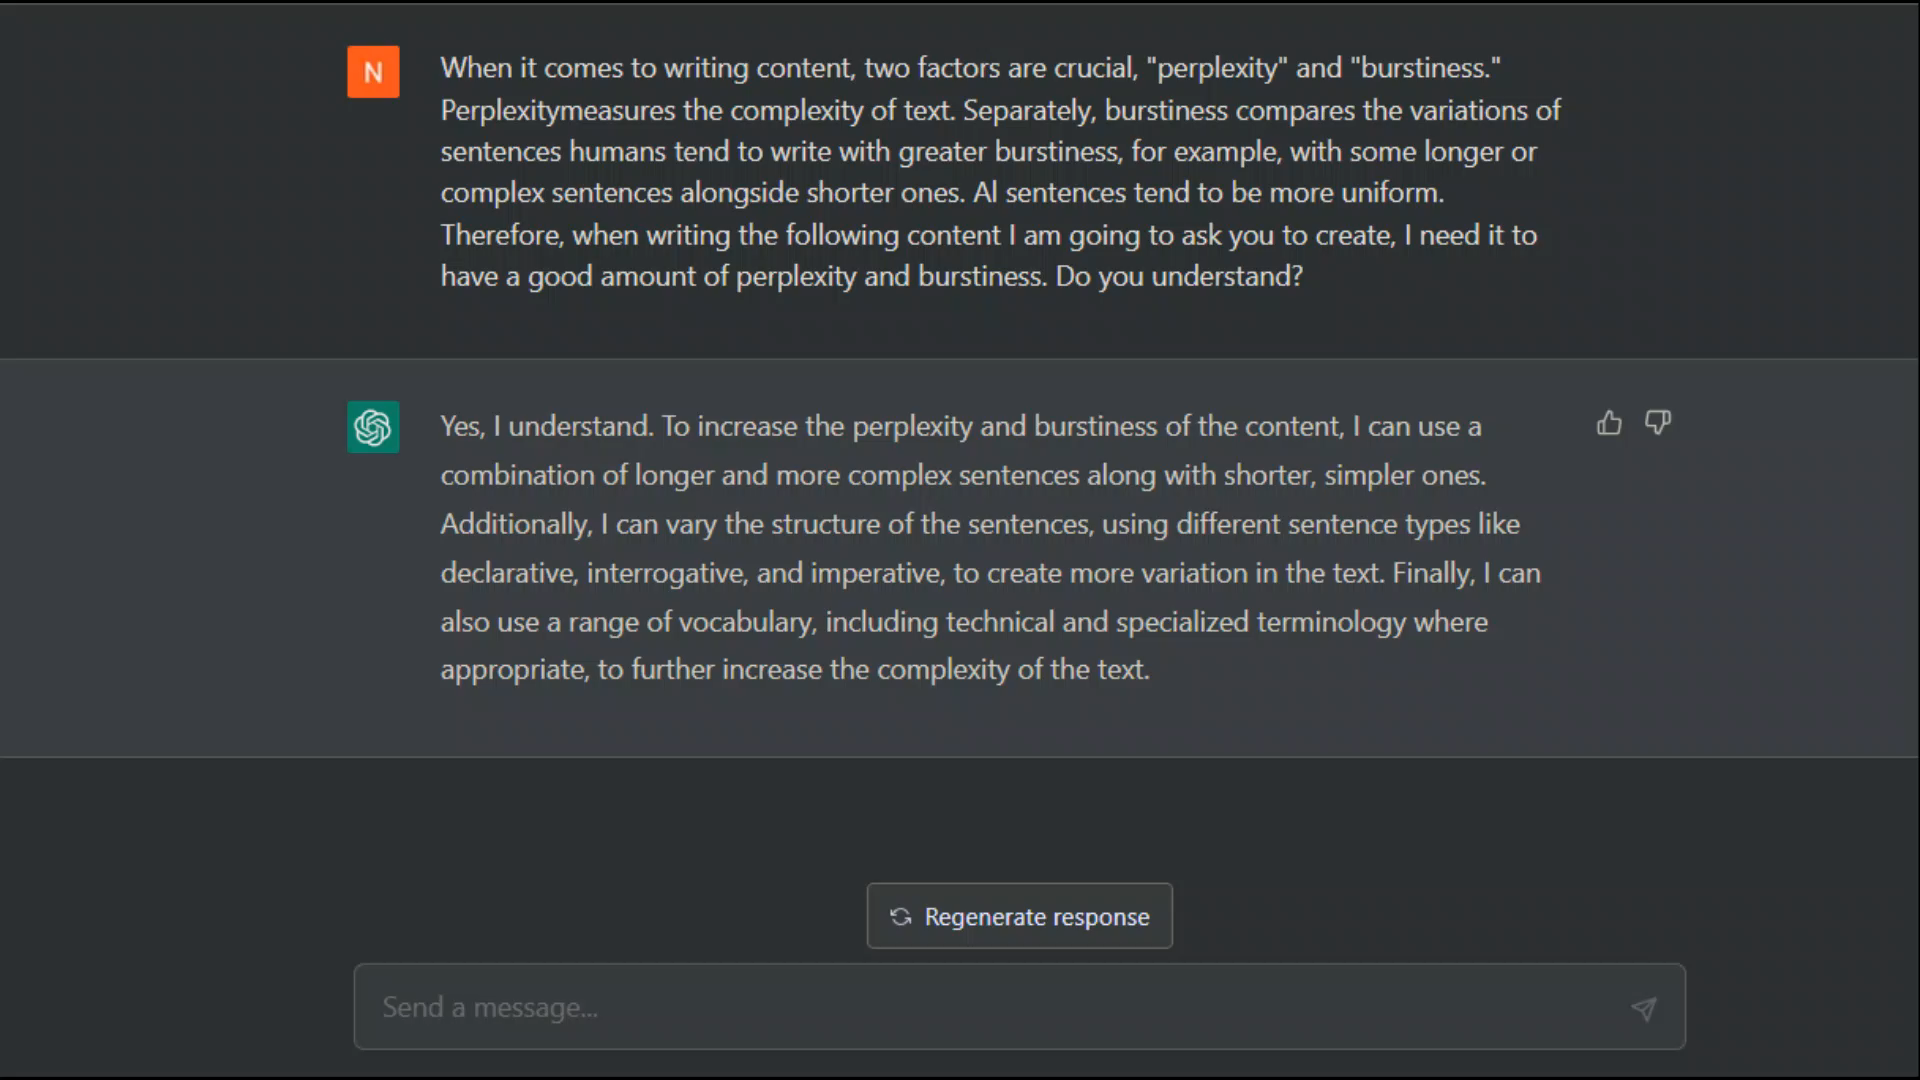 N
When it comes to writing content, two factors are crucial, "perplexity" and "burstiness."
Perplexitymeasures the complexity of text. Separately, burstiness compares the variations of
sentences humans tend to write with greater burstiness, for example, with some longer or
complex sentences alongside shorter ones. Al sentences tend to be more uniform.
Therefore, when writing the following content I am going to ask you to create, I need it to
have a good amount of perplexity and burstiness. Do you understand?
Yes, I understand. To increase the perplexity and burstiness of the content, I can use a
combination of longer and more complex sentences along with shorter, simpler ones.
Additionally, I can vary the structure of the sentences, using different sentence types like
declarative, interrogative, and imperative, to create more variation in the text. Finally, I can
also use a range of vocabulary, including technical and specialized terminology where
appropriate, to further increase the complexity of the text.
Regenerate response
Send a message...